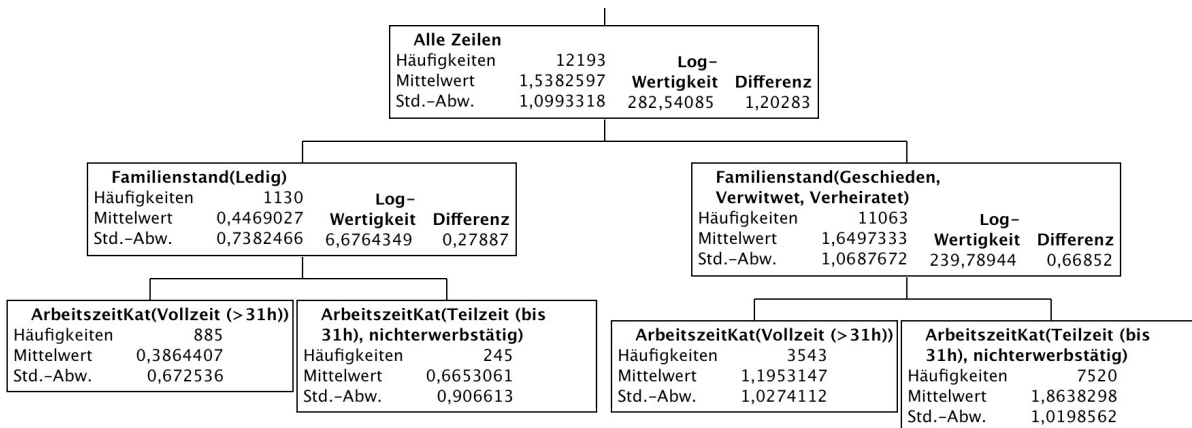 Alle Zeilen
Häufigkeiten 12193 Log-
Mittelwert 1,5382597 Wertigkeit Differenz
Std.-Abw. 1,0993318 282,54085 1,20283
Familienstand(Ledig)
Häufigkeiten 1130 Log-
Mittelwert 0,4469027 Wertigkeit Differenz
Std.-Abw. 0,7382466 6,6764349 0,27887
Familienstand(Geschieden,
Verwitwet, Verheiratet)
Häufigkeiten 11063 Log-
Mittelwert 1,6497333 Wertigkeit Differenz
Std.-Abw. 1,0687672 239,78944 0,66852
ArbeitszeitKat(Vollzeit (>31h))
Häufigkeiten 885
Mittelwert 0,3864407
Std.-Abw. 0,672536
ArbeitszeitKat(Teilzeit (bis
31h), nichterwerbstätig)
Häufigkeiten 245
Mittelwert 0,6653061
Std.-Abw. 0,906613
ArbeitszeitKat(Vollzeit (>31h))
Häufigkeiten 3543
Mittelwert 1,1953147
Std.-Abw. 1,0274112
ArbeitszeitKat(Teilzeit (bis
31h), nichterwerbstätig)
Häufigkeiten 7520
Mittelwert 1,8638298
Std.-Abw. 1,0198562